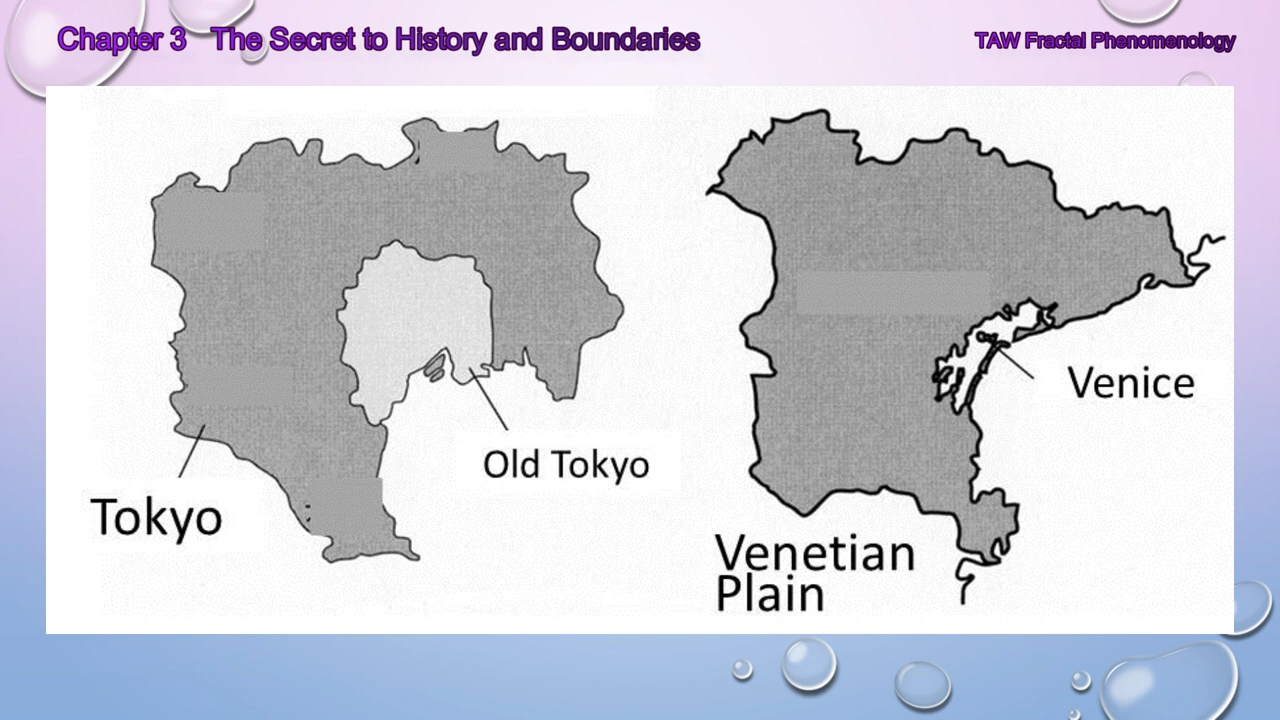 Chapter 3 The Secret to History and Boundaries
TAW Fractal Phenomenology
Old Tokyo
Tokyo
Venice
Venetian
Plain